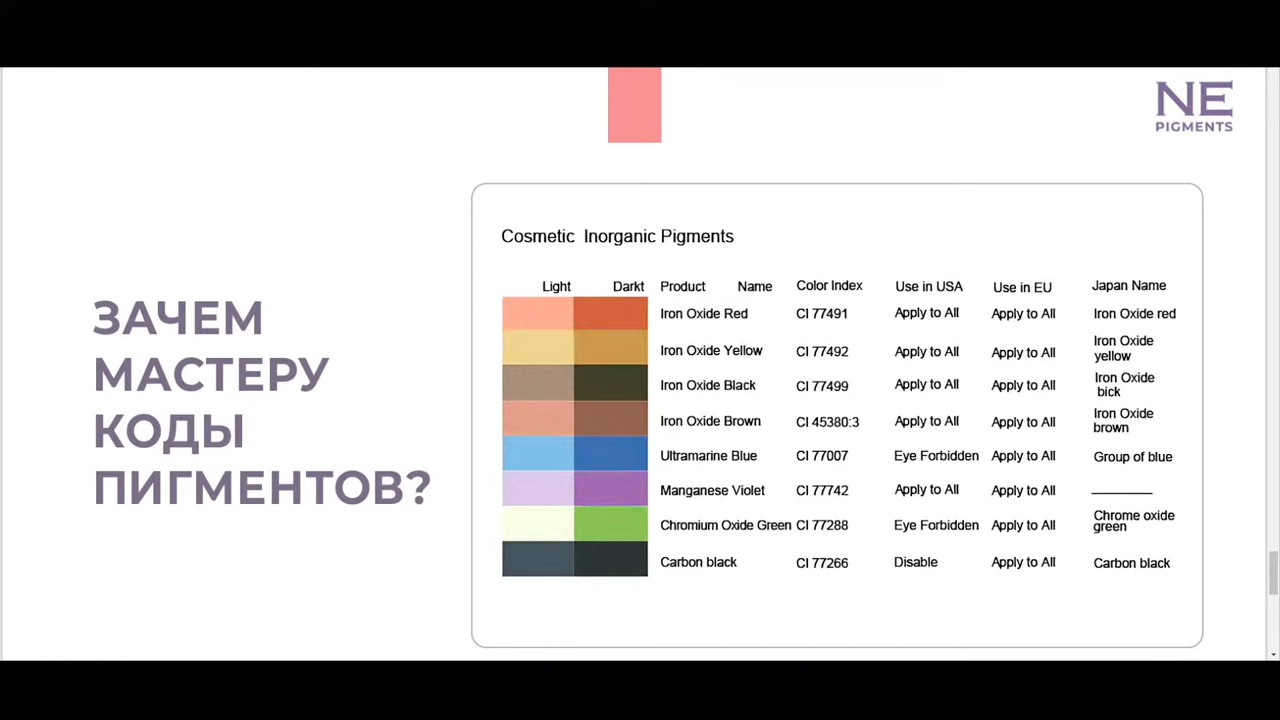 NE
PIGMENTS
ЗАЧЕМ
МАСТЕРУ
КОДЫ
ПИГМЕНТОВ?
Cosmetic Inorganic Pigments
Light Darkt Product Name Color Index Use in USA Use in EU Japan Name
Iron Oxide Red CI 77491 Apply to All Apply to All Iron Oxide red
Iron Oxide Yellow CI 77492 Apply to All Apply to All Iron Oxide
yellow
Iron Oxide Black CI 77499 Apply to All Apply to All Iron Oxide
bick
Iron Oxide Brown CI 45380:3 Apply to All Apply to All Iron Oxide
brown
Ultramarine Blue CI 77007 Eye Forbidden Apply to All Group of blue
Manganese Violet CI 77742 Apply to All Apply to All
Chromium Oxide Green CI 77288 Eye Forbidden Apply to All Chrome oxide
green
Carbon black CI 77266 Disable Apply to All Carbon black